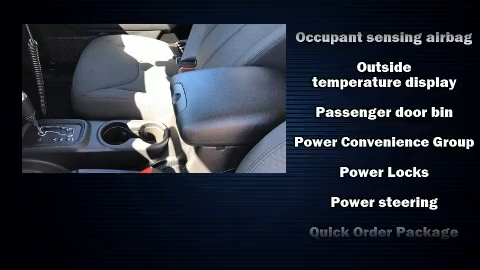 Occupant sensing airbag
Outside
temperature display
Passenger door bin
Power Convenience Group
Power Locks
Power steering
Quick Order Package